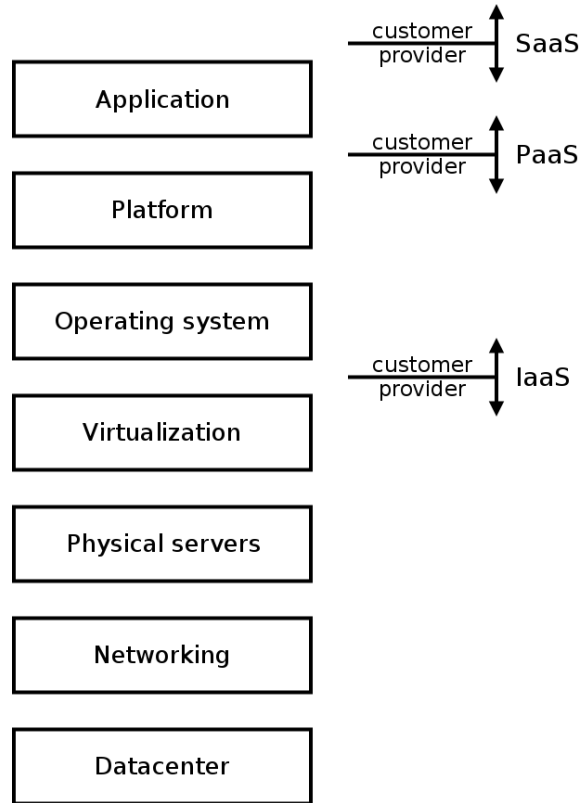 customer
provider
SaaS
Application
customer
provider
PaaS
Platform
Operating system
customer
provider
IaaS
Virtualization
Physical servers
Networking
Datacenter